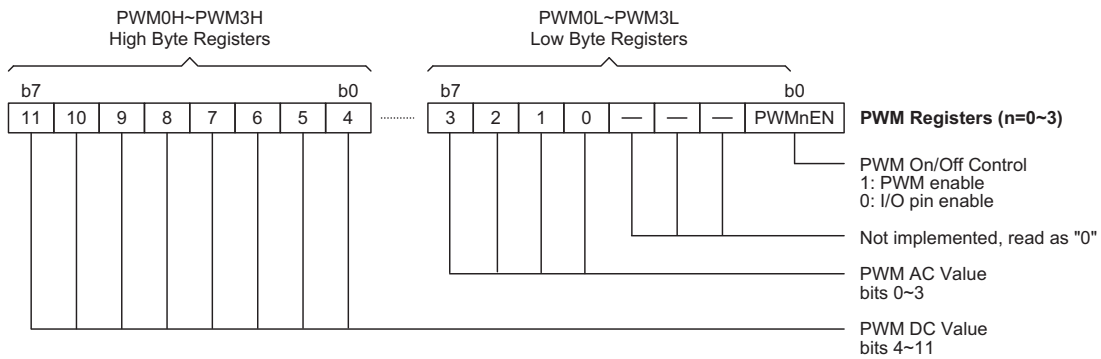 PWM0H~PWM3H
High Byte Registers
PWM0L~PWM3L
Low Byte Registers
b7 b0 b7 b0
11 10 9 8 7 6 5 4 3 2 1 0 — — — PWMnEN PWM Registers (n=0~3)
PWM On/Off Control
1: PWM enable
0: I/O pin enable
Not implemented, read as "0"
PWM AC Value
bits 0~3
PWM DC Value
bits 4~11